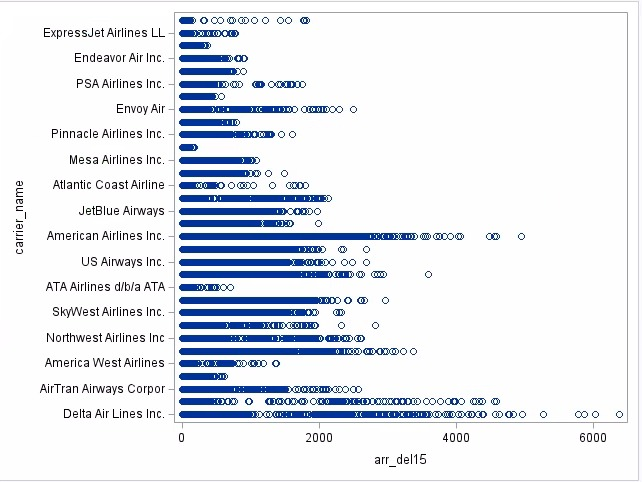 ExpressJet Airlines LL
Endeavor Air Inc.
PSA Airlines Inc.
Envoy Air
Pinnacle Airlines Inc.
Mesa Airlines Inc.
Atlantic Coast Airline
JetBlue Airways
American Airlines Inc.
US Airways Inc.
ATA Airlines d/b/a ATA
SkyWest Airlines Inc.
Northwest Airlines Inc
America West Airlines
AirTran Airways Corpor
Delta Air Lines Inc.
carrier_name
0 2000 4000 6000
arr_del15